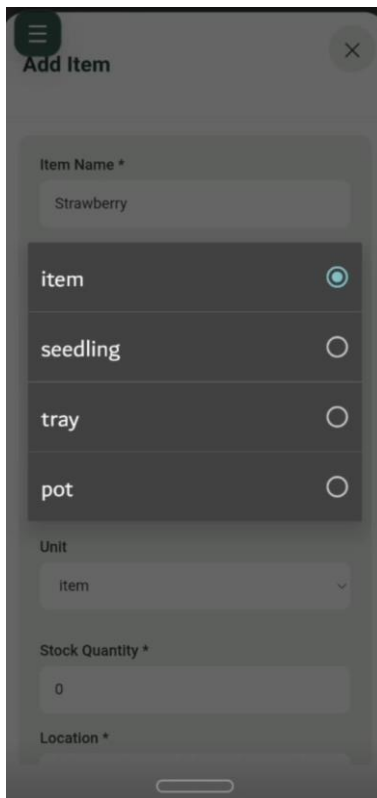 Add Item
Item Name *
Strawberry
item
seedling
tray
pot
Unit
item
Stock Quantity *
0
Location *